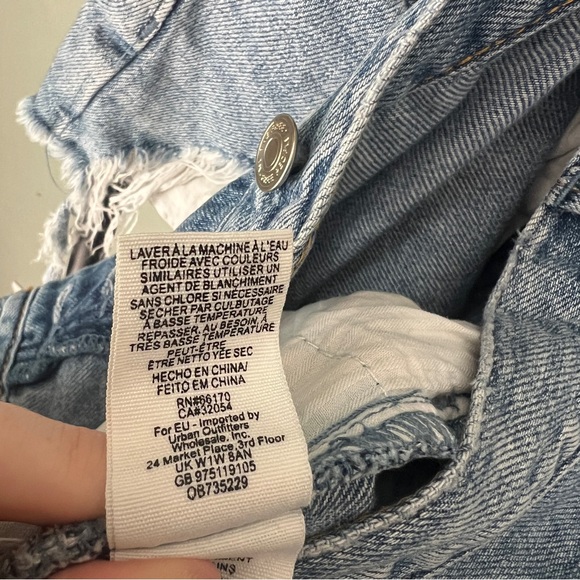 LAVER À LA MACHINE À L'EAU
FROIDE AVEC COULEURS
SIMILAIRES UTILISER UN
AGENT DE BLANCHIMENT
SANS CHLORE SI NÉCESSAIRE
SÉCHER PAR CULBUTAGE
À BASSE TEMPÉRATURE
REPASSER, AU BESOIN, À
TRÈS BASSE TEMPÉRATURE
PEUT-ÊTRE
ÊTRE NETTO YÉE SEC
HECHO EN CHINA/
FEITO EM CHINA
RN#66170
CA#32054
For EU - Imported by
Urban Outfitters
Wholesale, Inc.
24 Market Place,3rd Floor
UK W1W 8AN
GB 975119105
OB735229